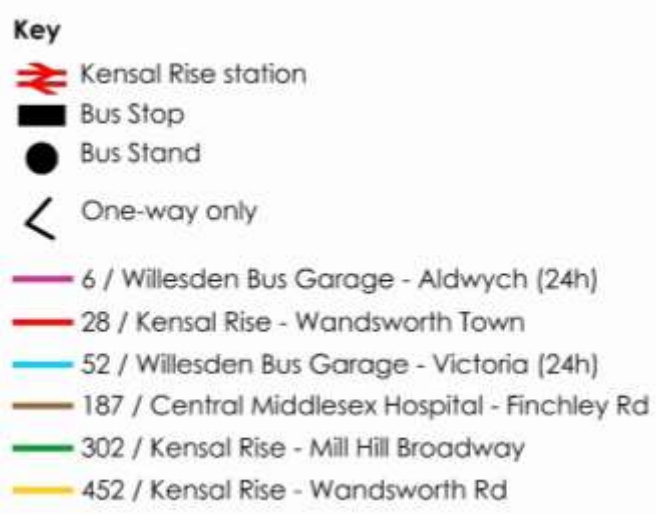 Key
Kensal Rise station
Bus Stop
Bus Stand
One-way only
6 / Willesden Bus Garage - Aldwych (24h)
28 / Kensal Rise - Wandsworth Town
52 / Willesden Bus Garage - Victoria (24h)
187 / Central Middlesex Hospital - Finchley Rd
302 / Kensal Rise - Mill Hill Broadway
452 / Kensal Rise - Wandsworth Rd